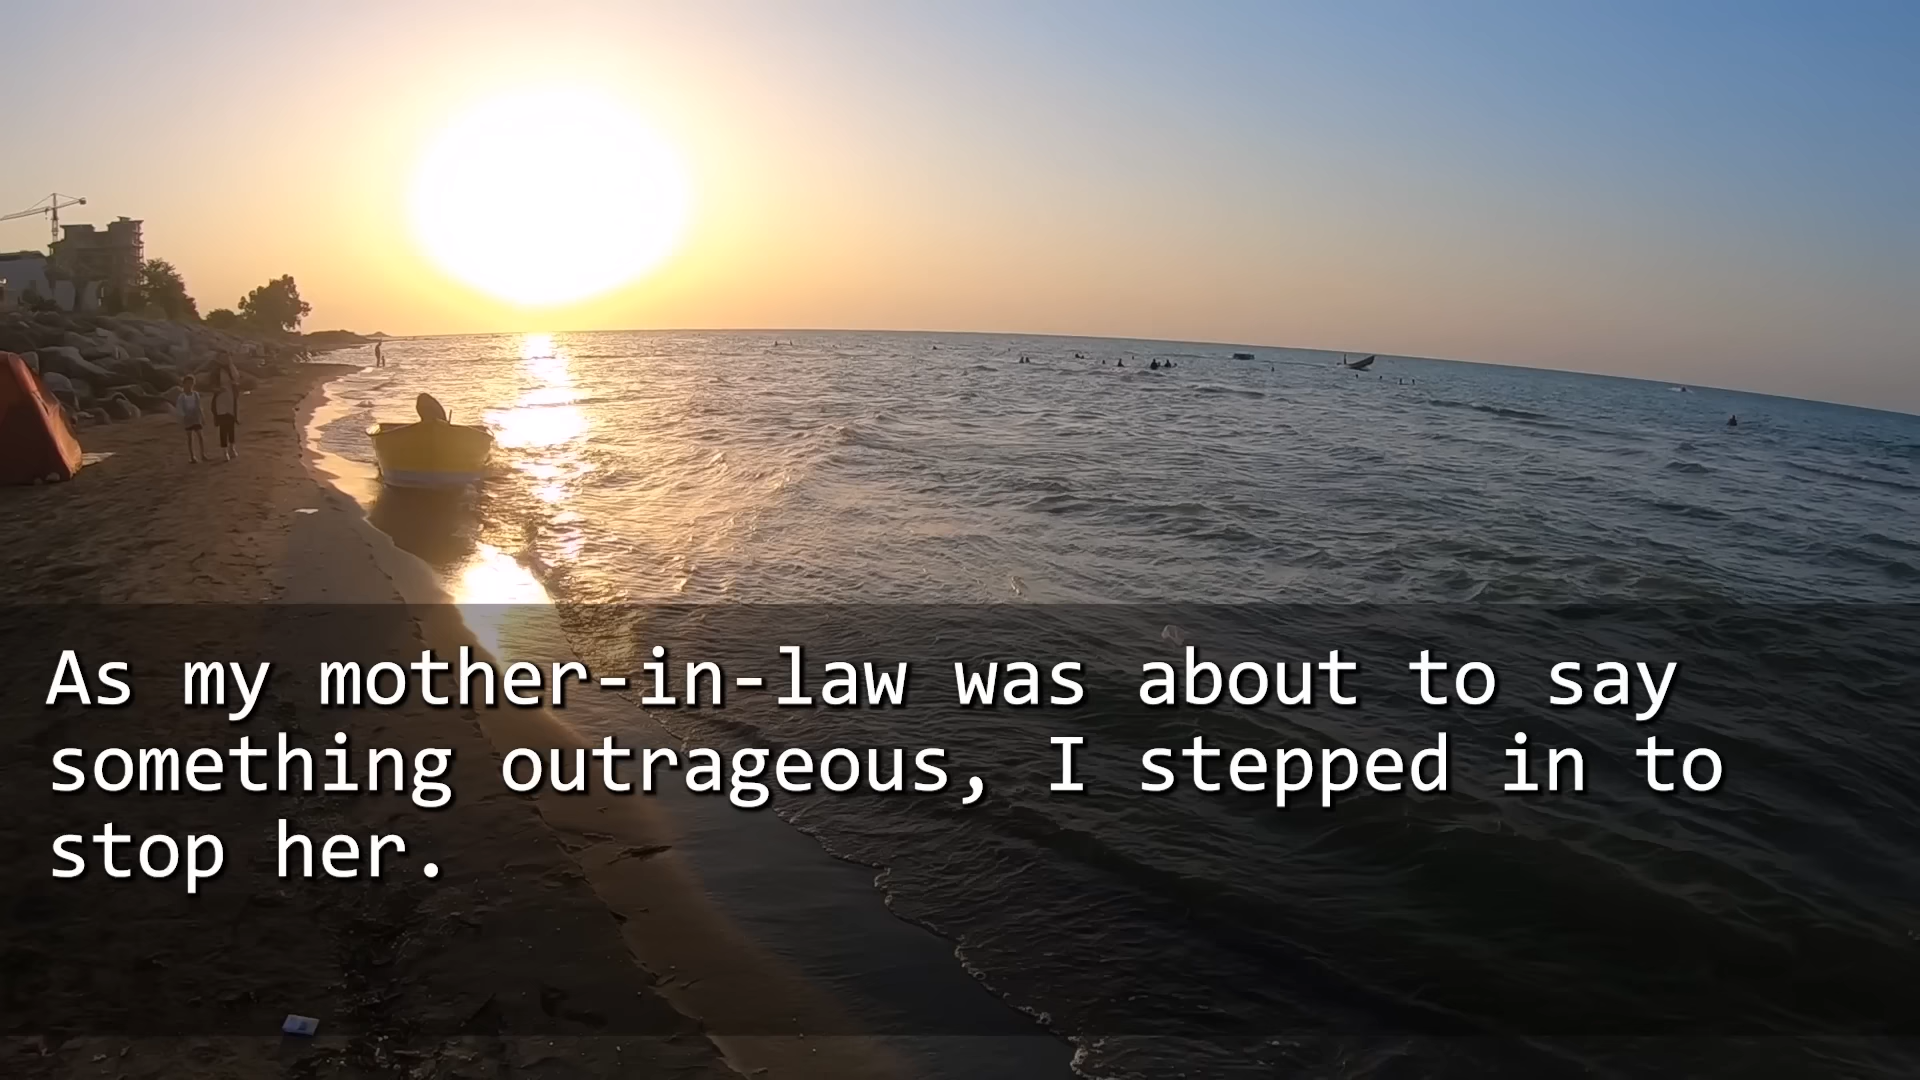 As my mother-in-law was about to say
something outrageous, I stepped in to
stop her.